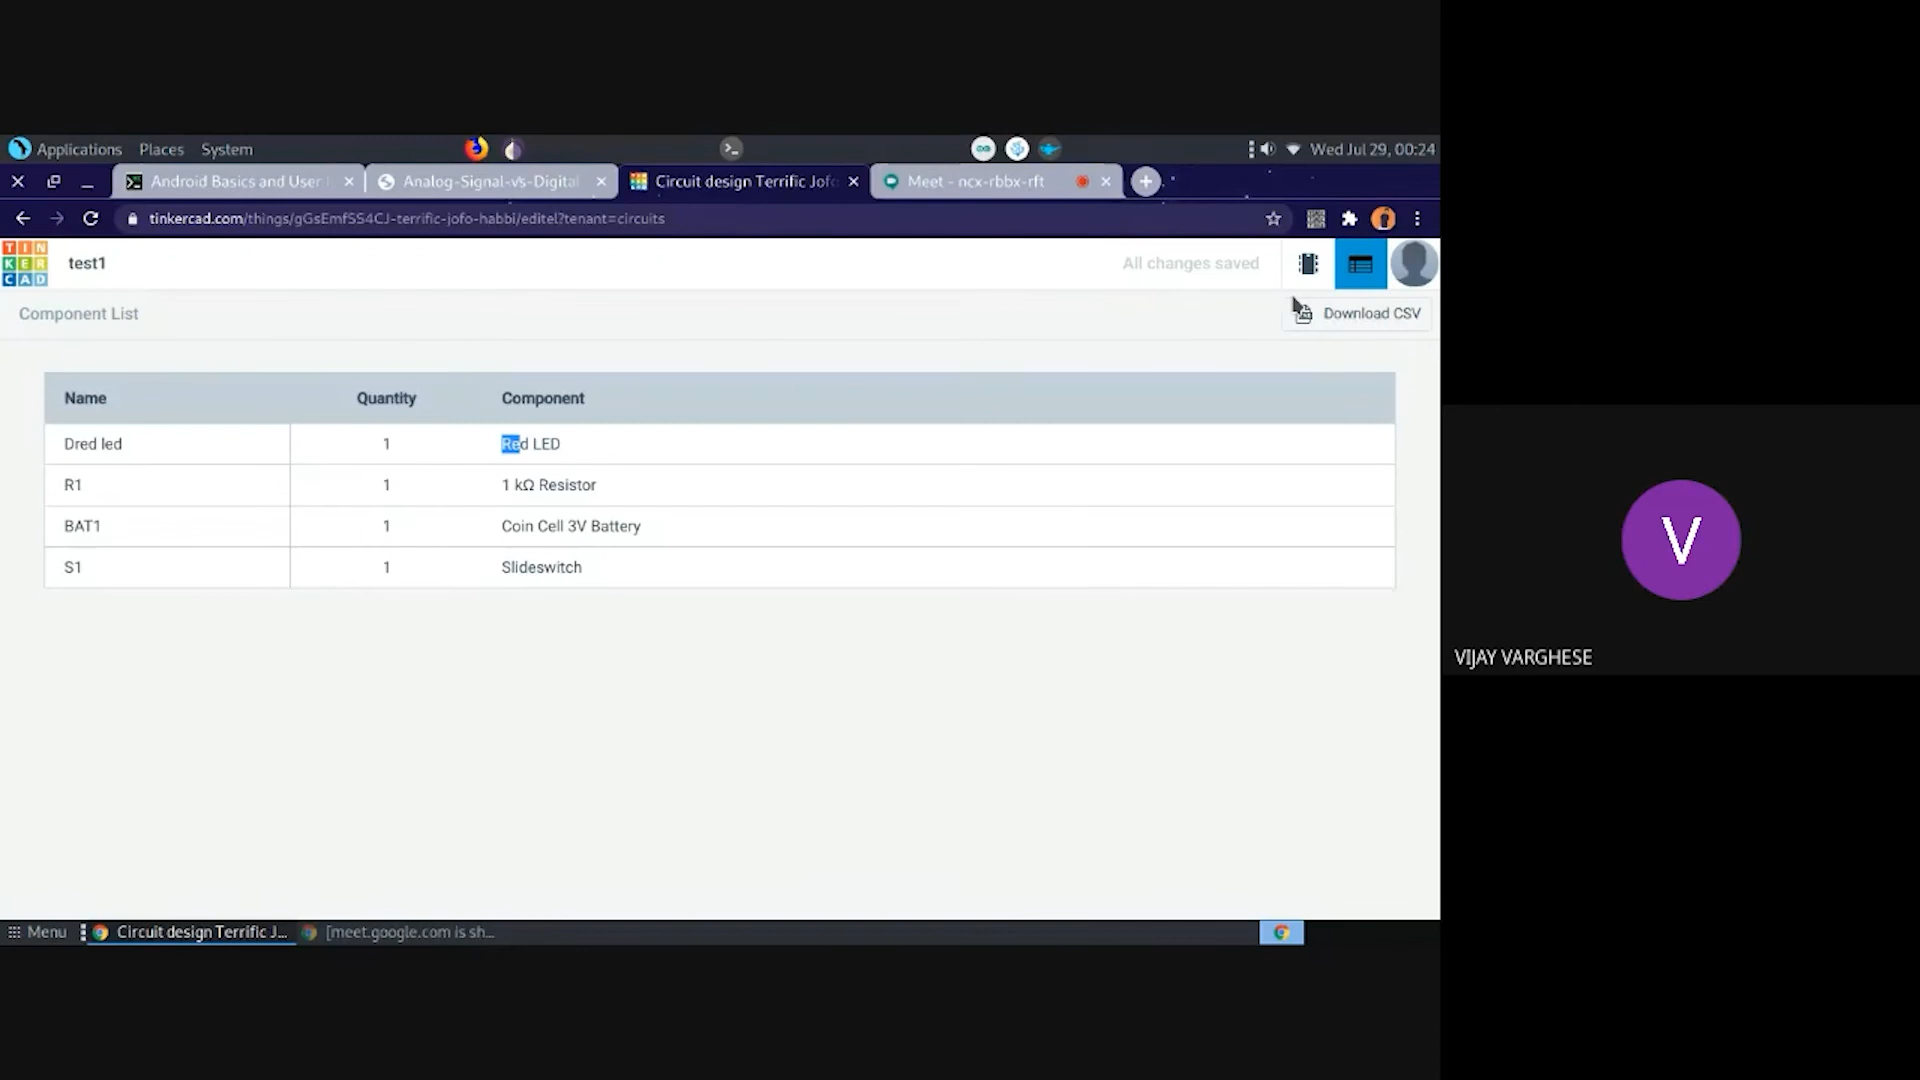 Applications Places System Wed Jul 29, 00:24
Android Basics and User Analog-Signal-vs-Digital Circuit design Terrific Jofo Meet - ncx-rbbx-rft
tinkercad.com/things/gGsEmfSS4CJ-terrific-jofo-habbi/editel?tenant=circuits
TINKERCAD test1 All changes saved
Component List Download CSV
Name Quantity Component
Dred led 1 Red LED
R1 1 1 kΩ Resistor
BAT1 1 Coin Cell 3V Battery
S1 1 Slideswitch
V
VIJAY VARGHESE
Menu Circuit design Terrific J... [meet.google.com is sh...